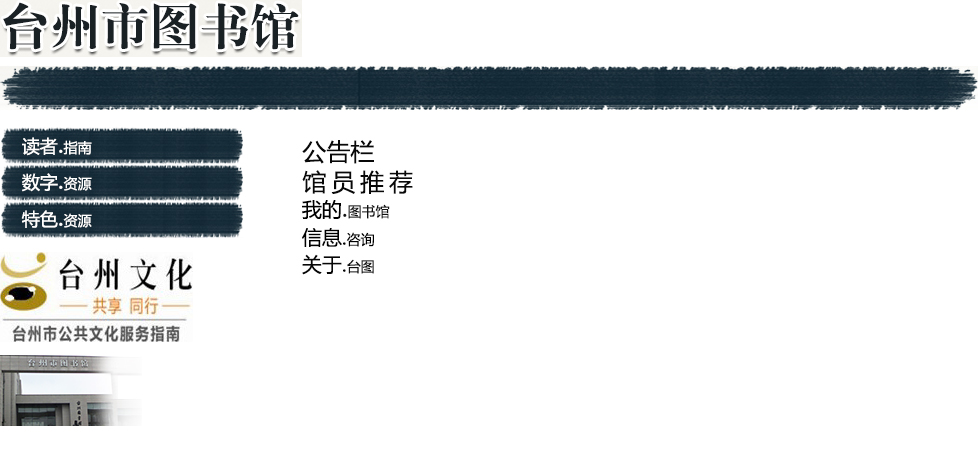 台州市图书馆
读者.指南
数字.资源
特色.资源
公告栏
馆员推荐
我的.图书馆
信息.咨询
关于.台图
台州文化
共享 同行
台州市公共文化服务指南
台州市图书馆